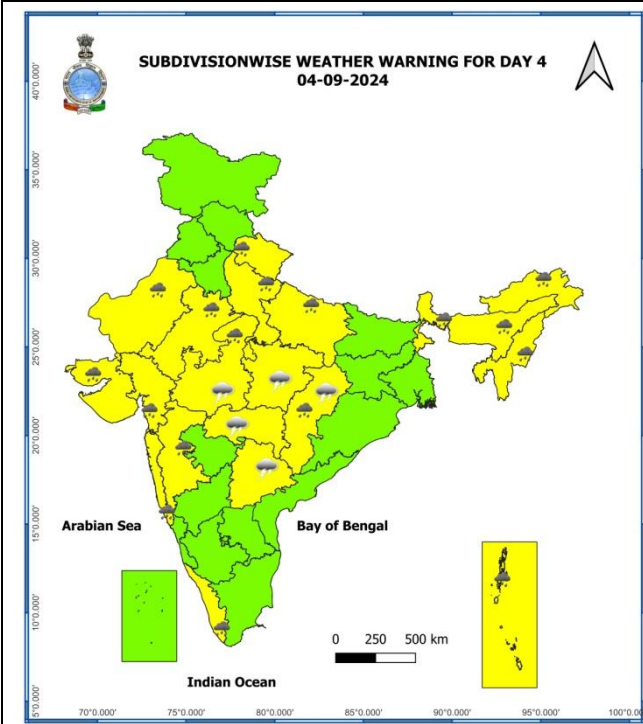 SUBDIVISIONWISE WEATHER WARNING FOR DAY 4
04-09-2024
40°0.000'
35°0.000'
30°0.000'
25°0.000'
20°0.000'
15°0.000'
10°0.000'
5°0.000'
Arabian Sea
Bay of Bengal
0 250 500 km
Indian Ocean
70°0.000' 75°0.000' 80°0.000' 85°0.000' 90°0.000' 95°0.000' 100°0.0